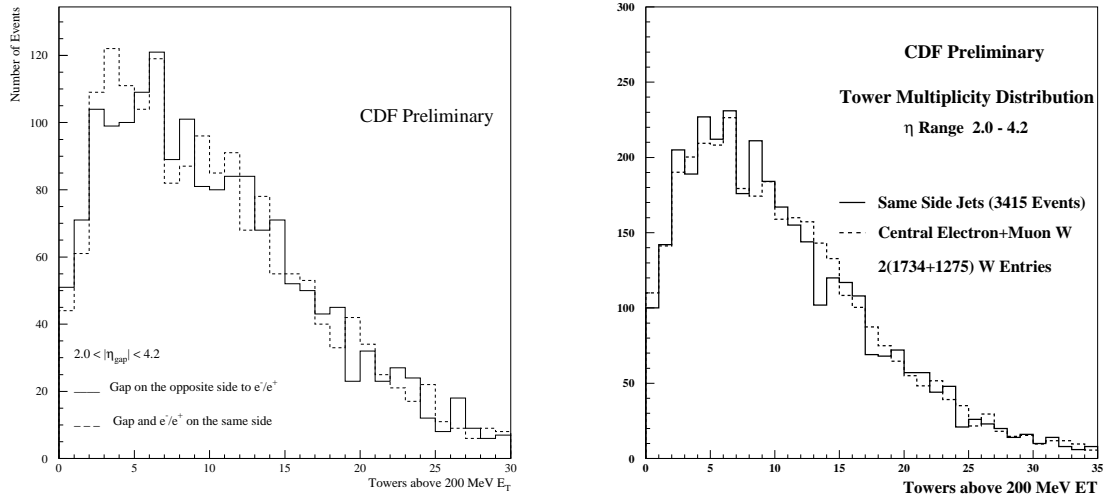 Number of Events
120
100
80
60
40
20
0
CDF Preliminary
2.0 < |η_gap| < 4.2
Gap on the opposite side to e⁻/e⁺
Gap and e⁻/e⁺ on the same side
0 5 10 15 20 25 30
Towers above 200 MeV E_T
300
250
200
150
100
50
0
CDF Preliminary
Tower Multiplicity Distribution
η Range 2.0 - 4.2
Same Side Jets (3415 Events)
Central Electron+Muon W
2(1734+1275) W Entries
0 5 10 15 20 25 30 35
Towers above 200 MeV ET